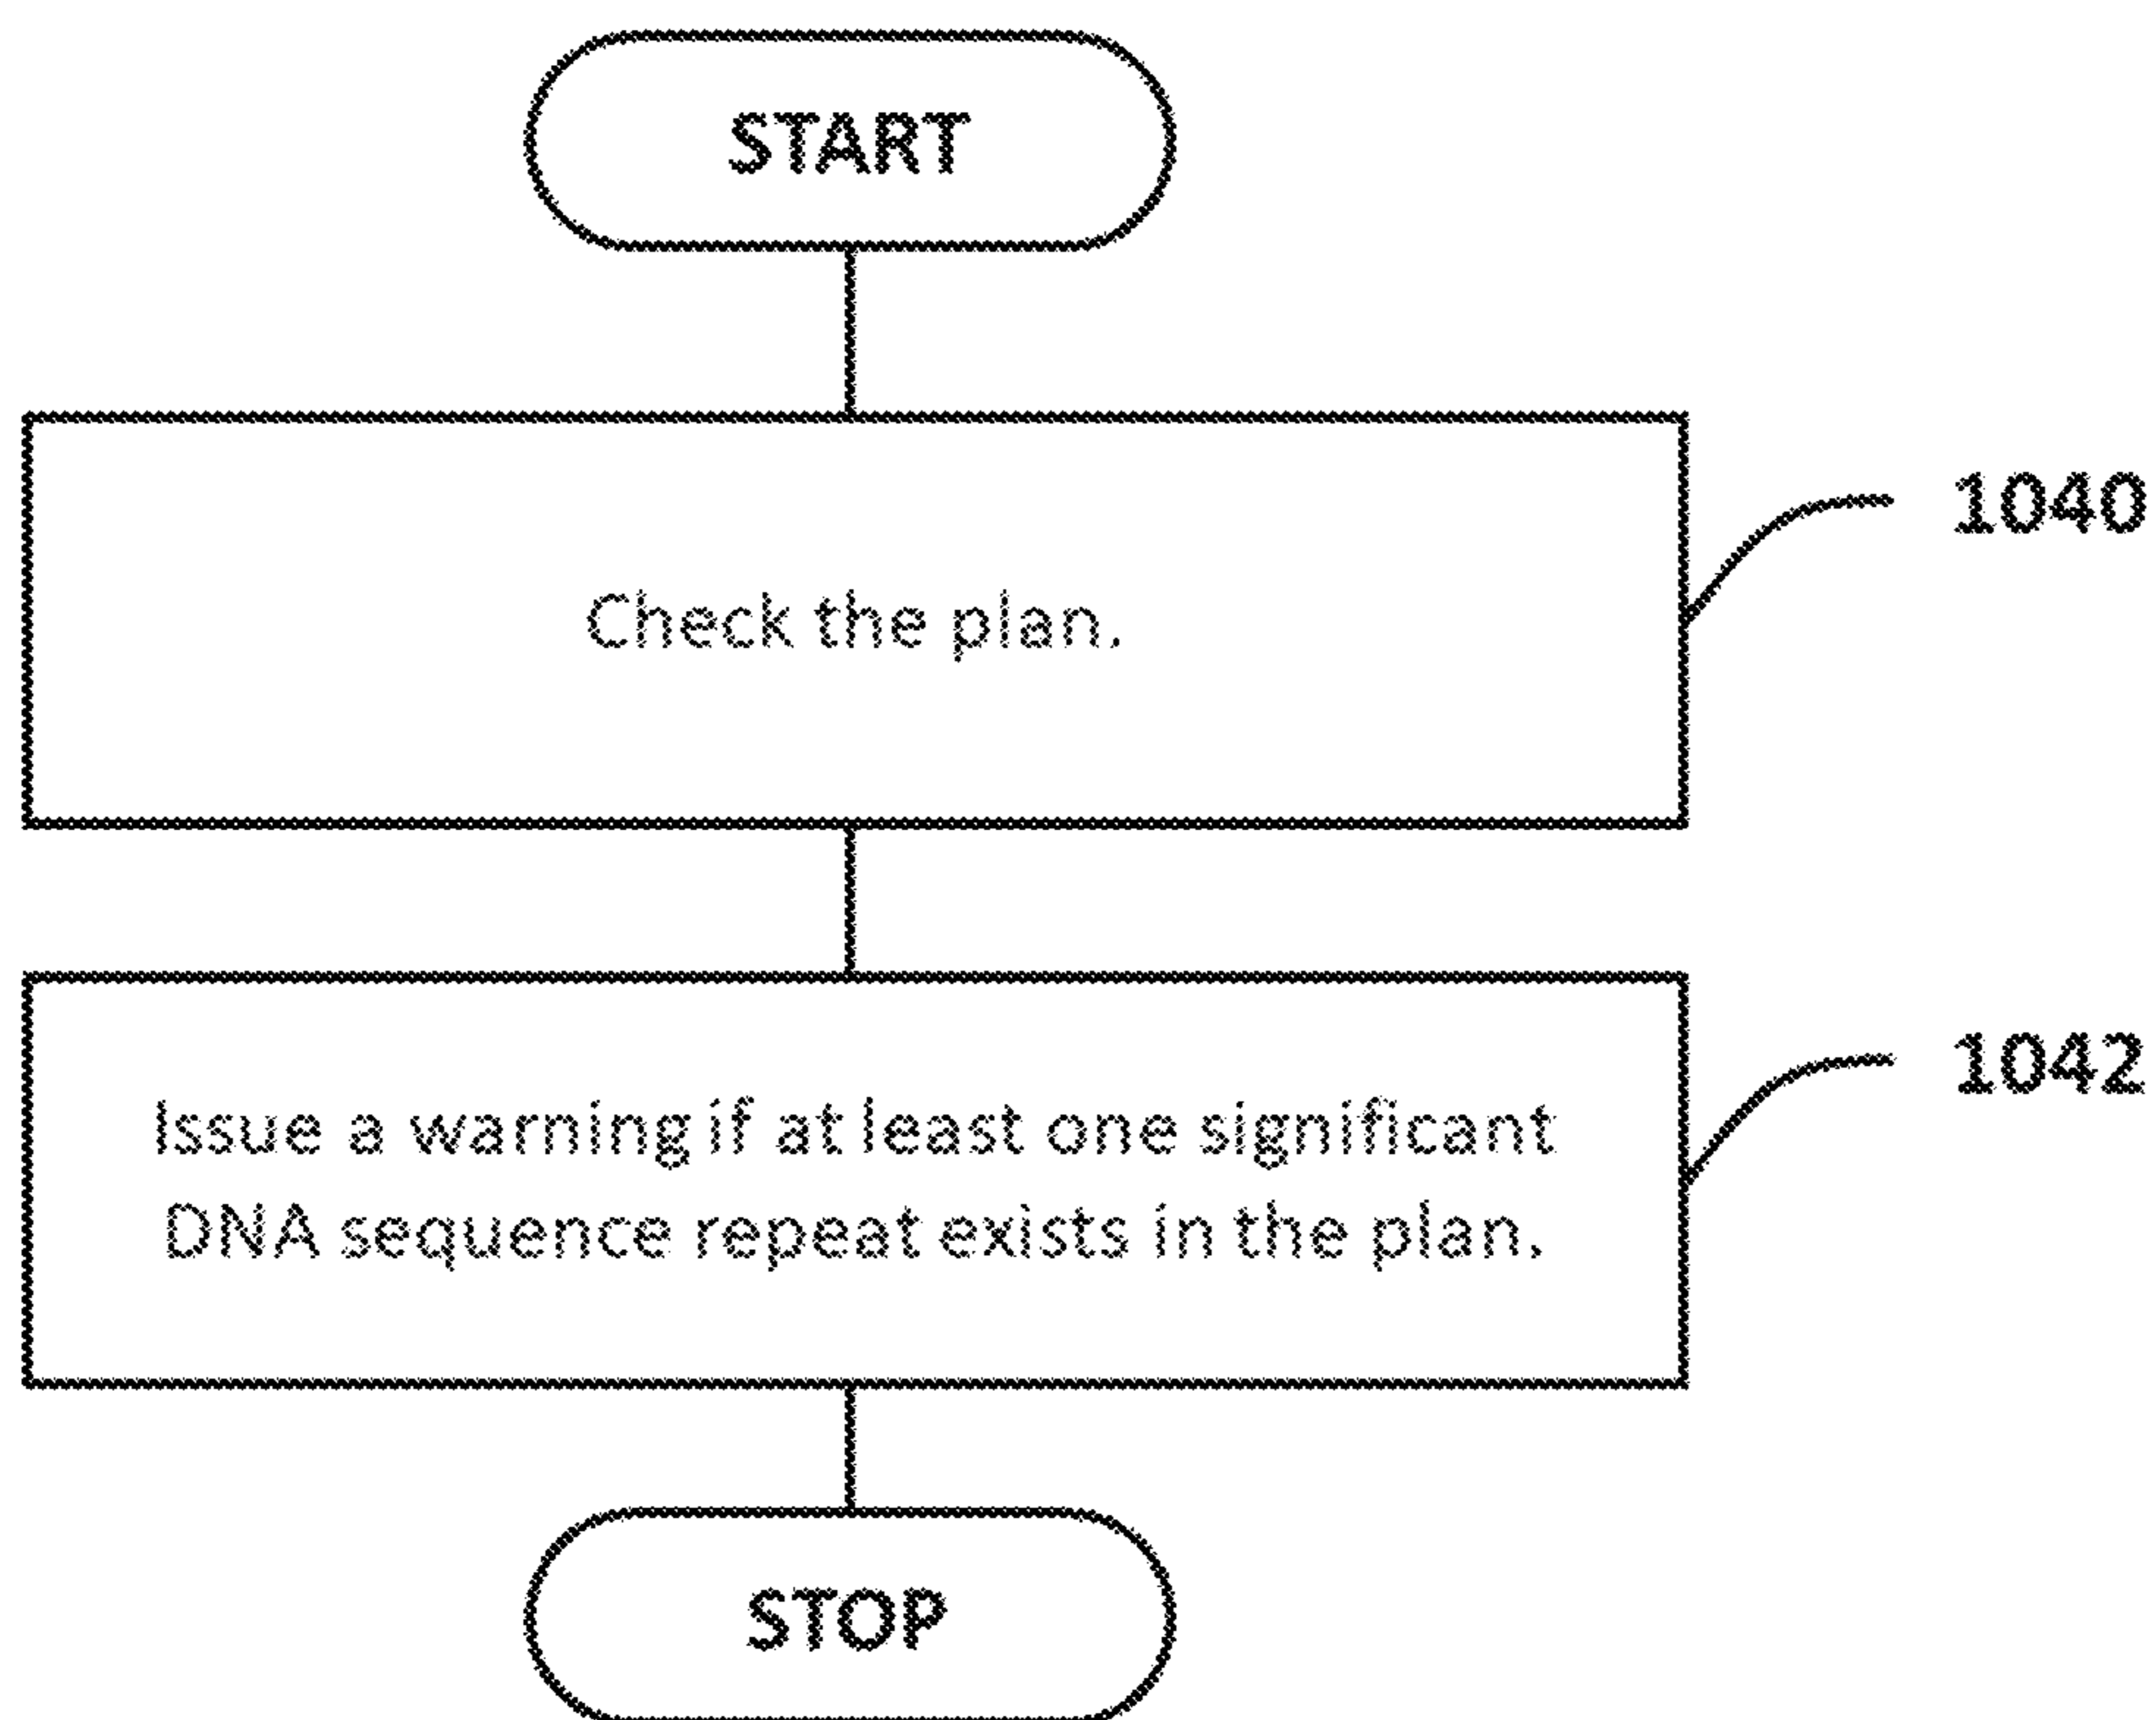 START
Check the plan.
1040
Issue a warning if at least one significant
DNA sequence repeat exists in the plan.
1042
STOP